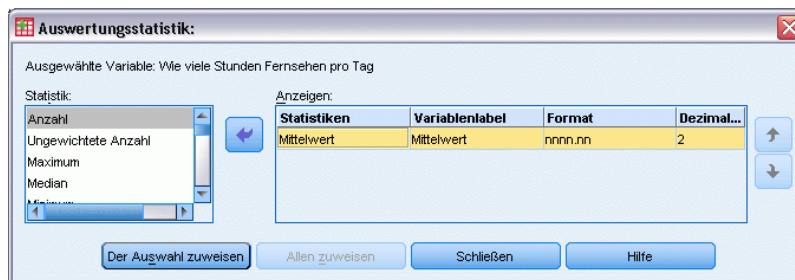 Auswertungsstatistik:
Ausgewählte Variable: Wie viele Stunden Fernsehen pro Tag
Statistik: Anzeigen:
Anzahl
Ungewichtete Anzahl
Maximum
Median
Minimum
Statistiken Variablenlabel Format Dezimal...
Mittelwert Mittelwert nnnn.nn 2
Der Auswahl zuweisen Allen zuweisen Schließen Hilfe